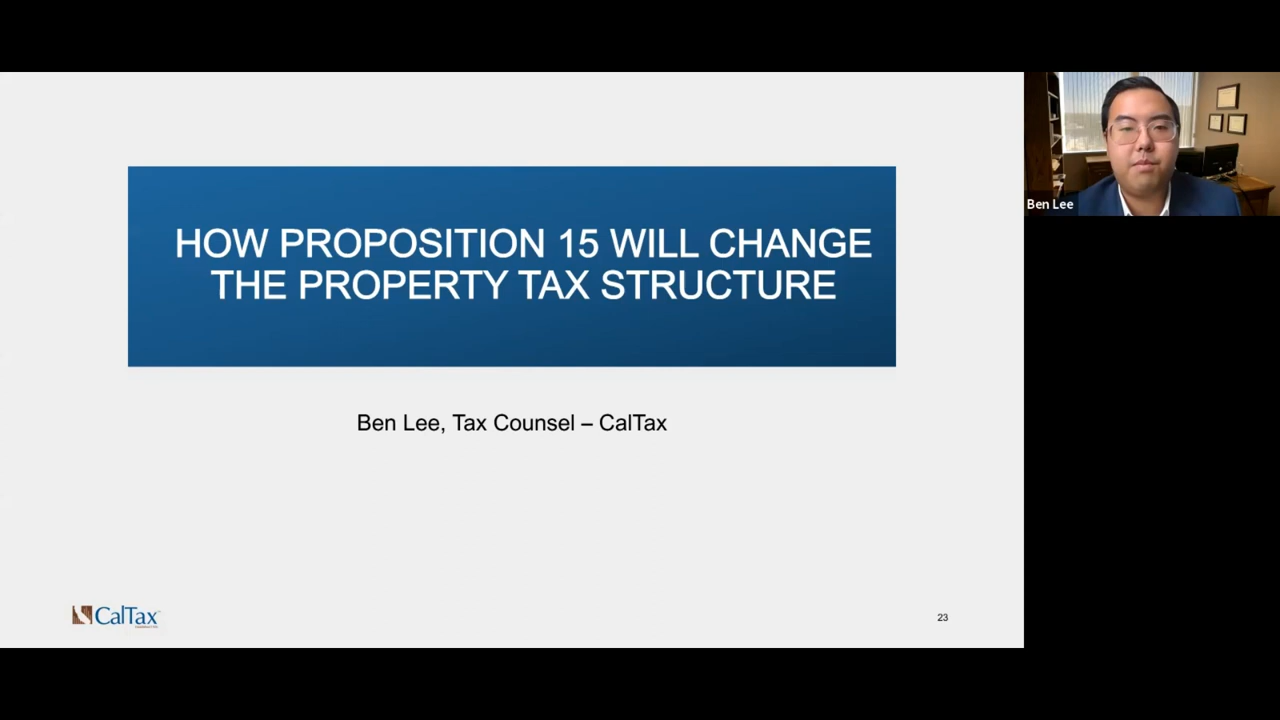 HOW PROPOSITION 15 WILL CHANGE
THE PROPERTY TAX STRUCTURE
Ben Lee, Tax Counsel – CalTax
CalTax
23
Ben Lee